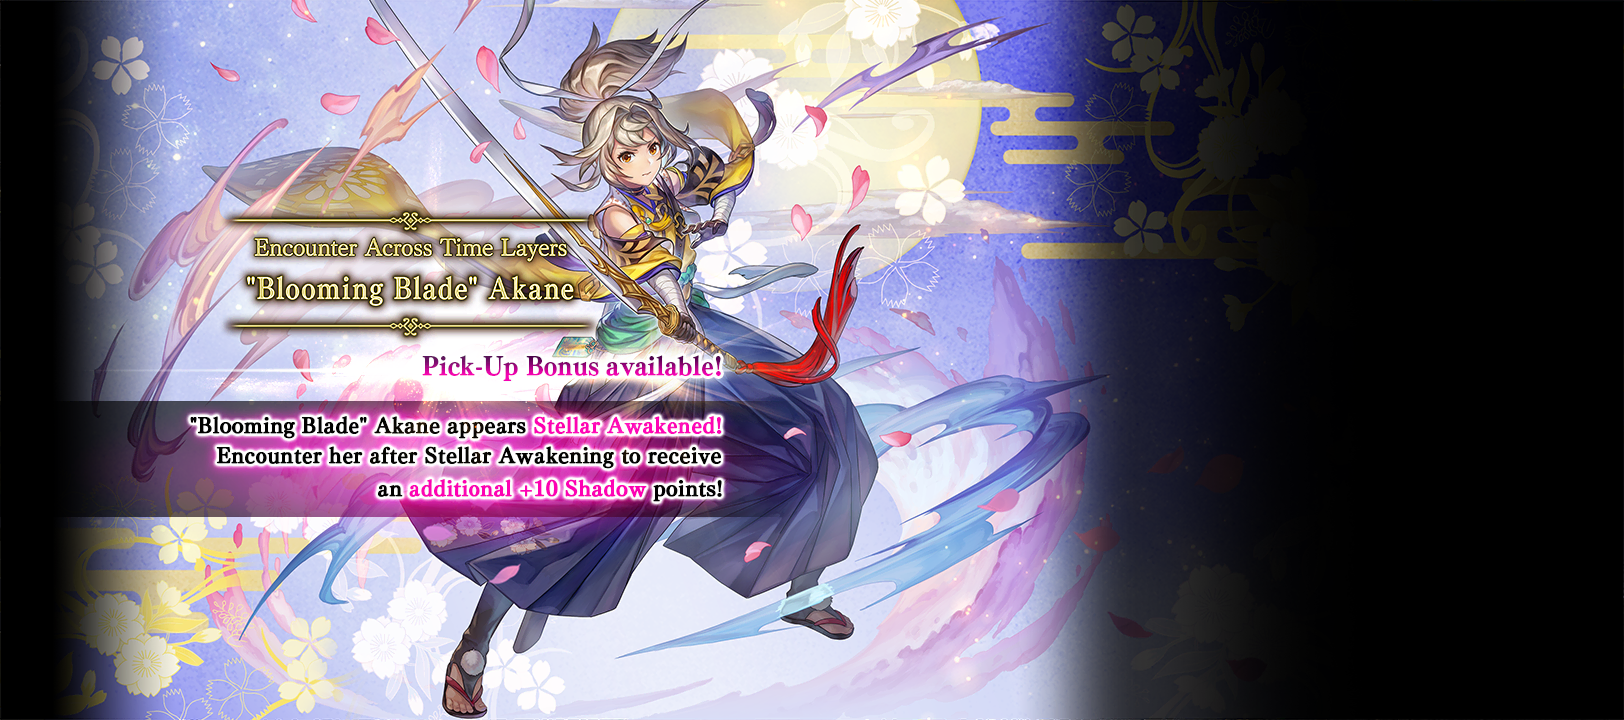 Encounter Across Time Layers
"Blooming Blade" Akane
Pick-Up Bonus available!
"Blooming Blade" Akane appears Stellar Awakened!
Encounter her after Stellar Awakening to receive
an additional +10 Shadow points!